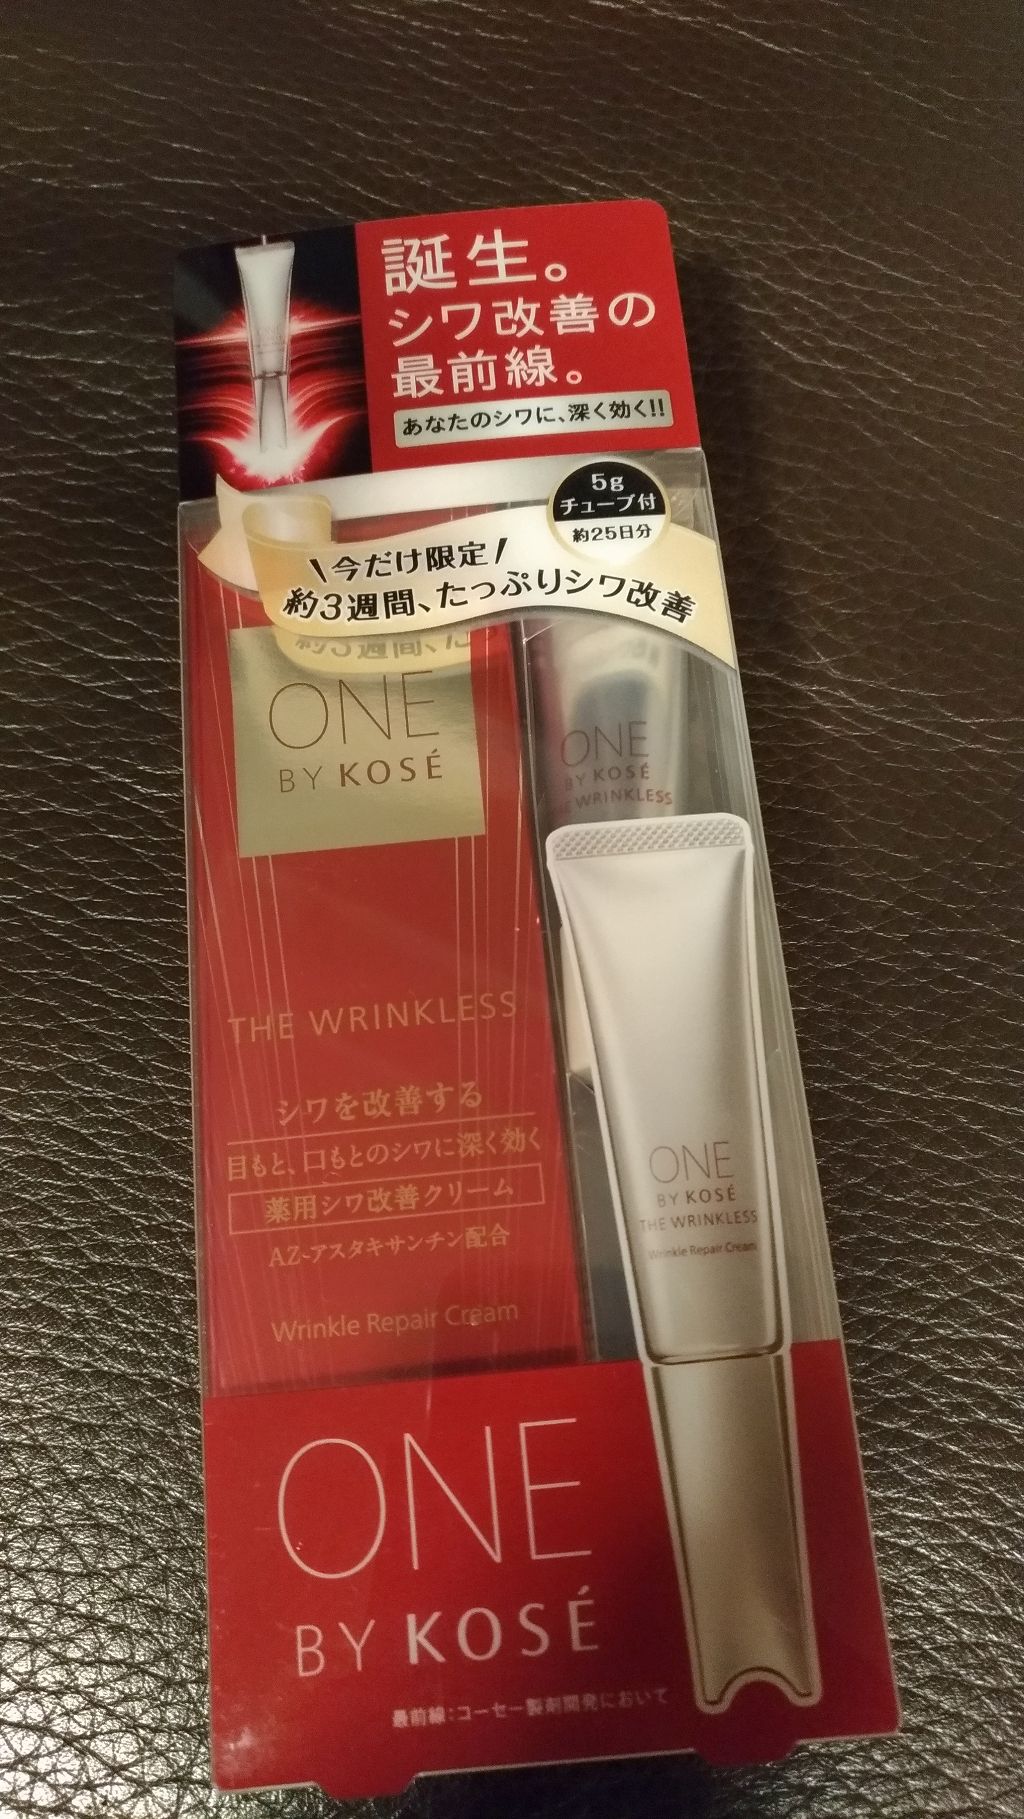 誕生。
シワ改善の
最前線。
あなたのシワに、深く効く!!
5g
チューブ付
約25日分
\今だけ限定/
約3週間、たっぷりシワ改善
ONE
BY KOSÉ
THE WRINKLESS
シワを改善する
目もと、口もとのシワに深く効く
薬用シワ改善クリーム
AZ-アスタキサンチン配合
Wrinkle Repair Cream
ONE
BY KOSÉ
THE WRINKLESS
ONE
BY KOSÉ
THE WRINKLESS
Wrinkle Repair Cream
ONE
BY KOSÉ
最前線:コーセー製剤開発において